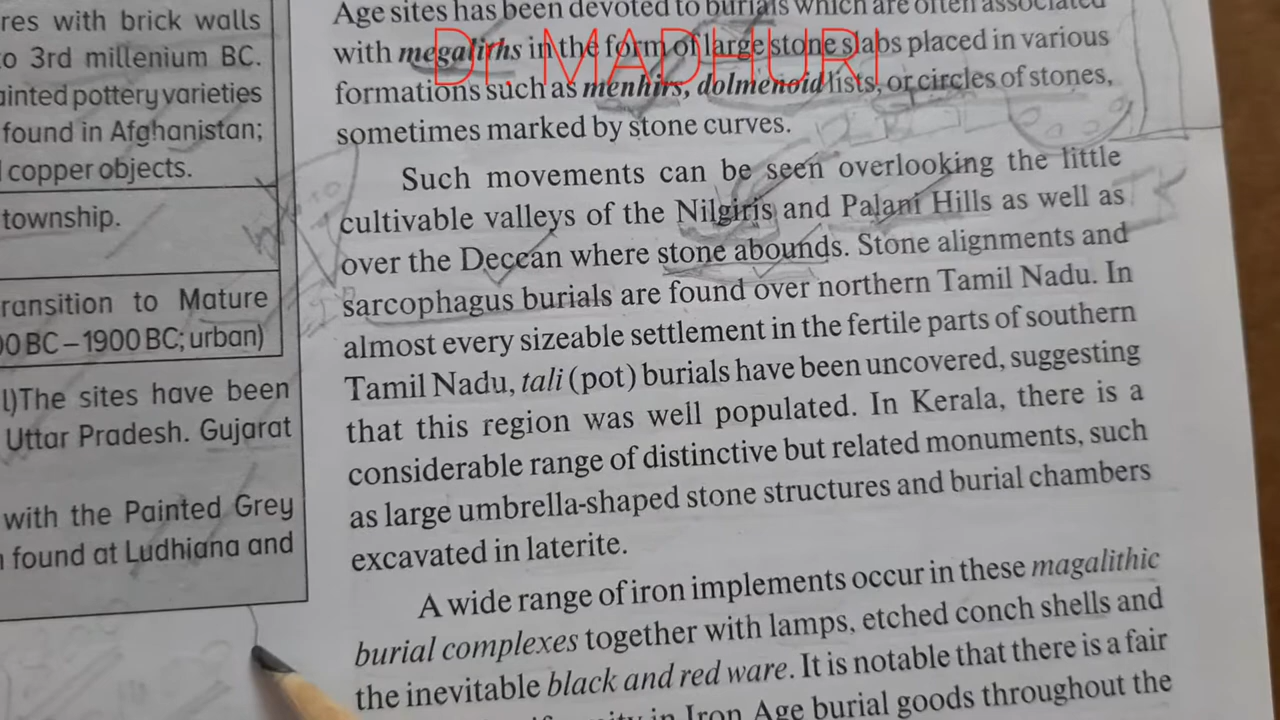 res with brick walls
to 3rd millenium BC.
ainted pottery varieties
found in Afghanistan;
copper objects.
township.
ransition to Mature
00 BC – 1900 BC; urban)
l)The sites have been
Uttar Pradesh. Gujarat
with the Painted Grey
found at Ludhiana and
Age sites has been devoted to burials which are often associated
with megalirhs in the form of large stone slabs placed in various
formations such as menhirs, dolmenoid lists, or circles of stones,
sometimes marked by stone curves.
Such movements can be seen overlooking the little
cultivable valleys of the Nilgiris and Palani Hills as well as
over the Deccan where stone abounds. Stone alignments and
sarcophagus burials are found over northern Tamil Nadu. In
almost every sizeable settlement in the fertile parts of southern
Tamil Nadu, tali (pot) burials have been uncovered, suggesting
that this region was well populated. In Kerala, there is a
considerable range of distinctive but related monuments, such
as large umbrella-shaped stone structures and burial chambers
excavated in laterite.
A wide range of iron implements occur in these magalithic
burial complexes together with lamps, etched conch shells and
the inevitable black and red ware. It is notable that there is a fair
in Iron Age burial goods throughout the
Dr. MADHURI